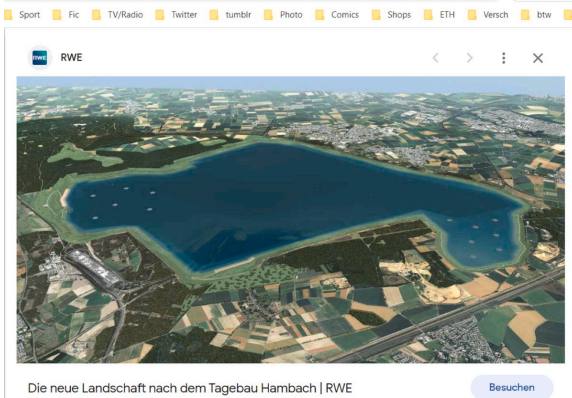 Sport Fic TV/Radio Twitter tumblr Photo Comics Shops ETH Versch btw
RWE RWE
Die neue Landschaft nach dem Tagebau Hambach | RWE Besuchen